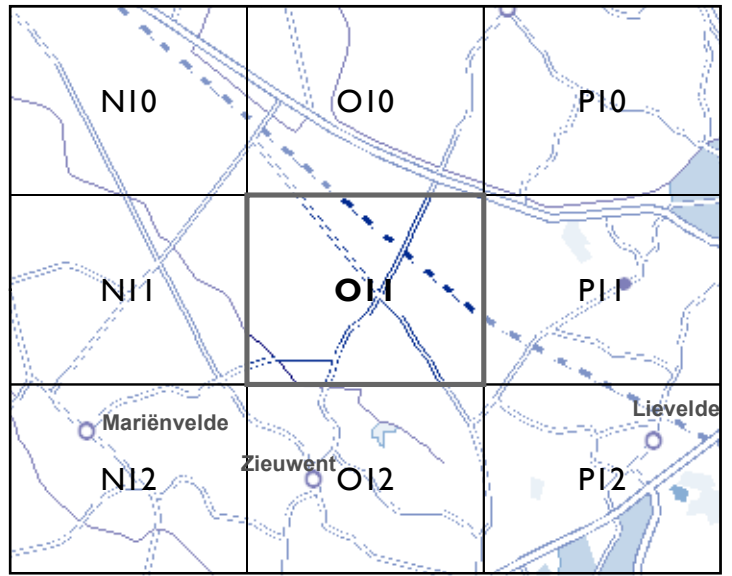 N10 O10 P10
N11 O11 P11
Mariënvelde
Lievelde
Zieuwent
N12 O12 P12